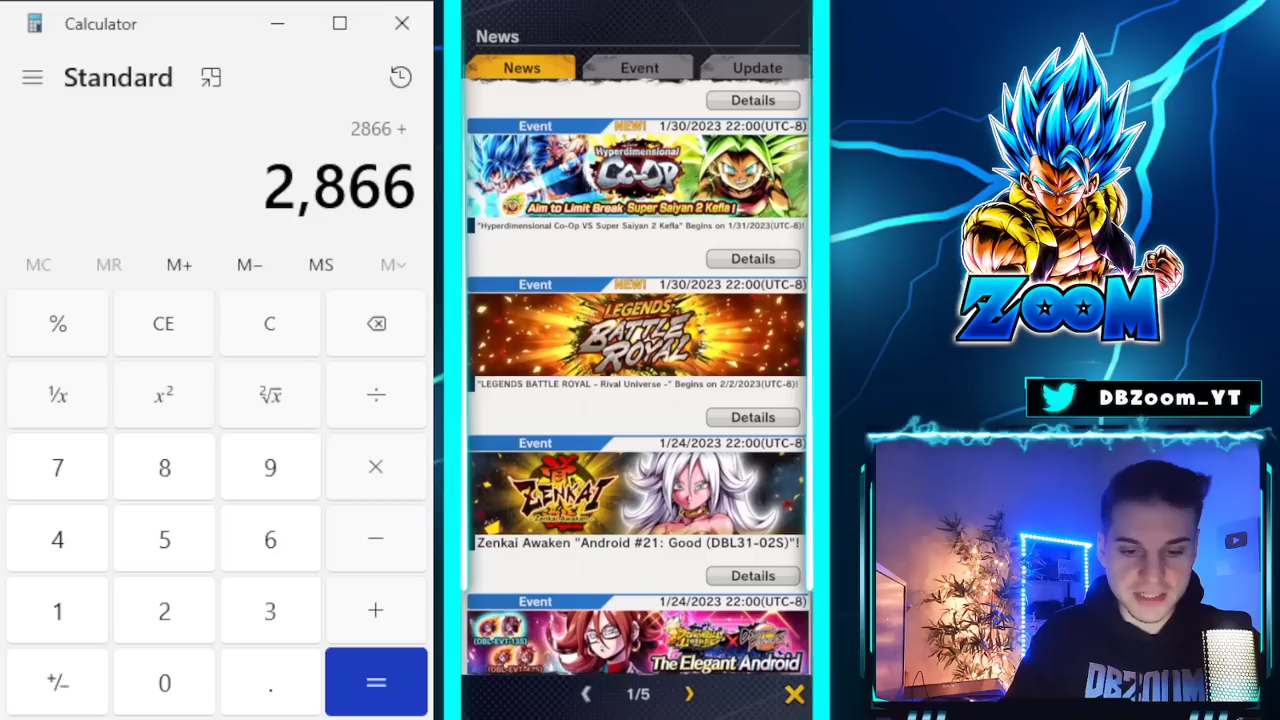 Calculator
Standard
2866 +
2,866
MC MR M+ M− MS M
% CE C
¹/x x² ²√x ÷
7 8 9 ×
4 5 6 −
1 2 3 +
+/− 0 . =
News
News Event Update
Details
Event NEW! 1/30/2023 22:00(UTC-8)
Hyperdimensional
CO-OP
Aim to Limit Break Super Saiyan 2 Kefla!
"Hyperdimensional Co-Op VS Super Saiyan 2 Kefla" Begins on 1/31/2023(UTC-8)!
Details
Event NEW! 1/30/2023 22:00(UTC-8)
LEGENDS
BATTLE
ROYAL
"LEGENDS BATTLE ROYAL - Rival Universe -" Begins on 2/2/2023(UTC-8)!
Details
Event 1/24/2023 22:00(UTC-8)
ZENKAI
Zenkai Awaken
Zenkai Awaken "Android #21: Good (DBL31-02S)"!
Details
Event 1/24/2023 22:00(UTC-8)
The Elegant Android
1/5
ZOOM
DBZoom_YT
DBZOOM